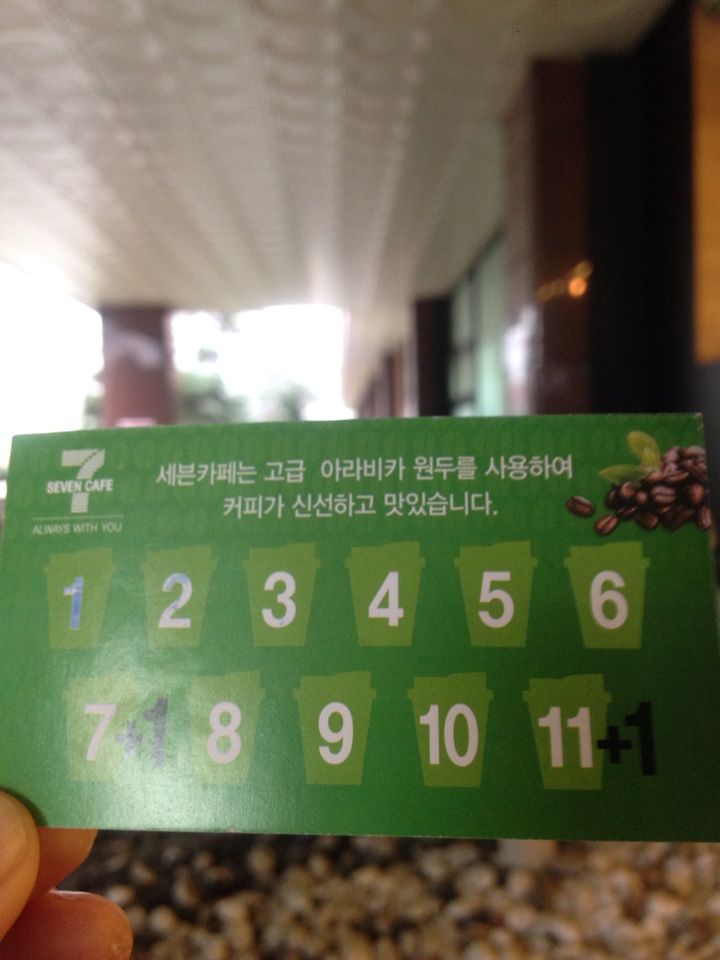 7
SEVEN CAFE
ALWAYS WITH YOU
세븐카페는 고급 아라비카 원두를 사용하여
커피가 신선하고 맛있습니다.
1 2 3 4 5 6
7+1 8 9 10 11+1